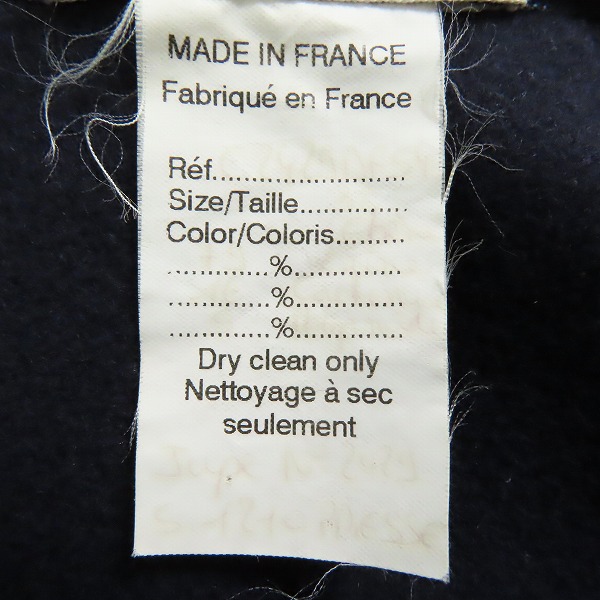 MADE IN FRANCE
Fabriqué en France
Réf.........................
Size/Taille..............
Color/Coloris.........
.............%..............
.............%..............
.............%..............
Dry clean only
Nettoyage à sec
seulement